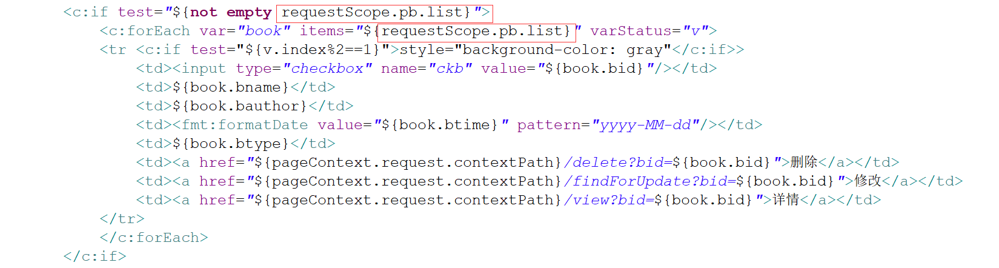 <c:if test="${not empty requestScope.pb.list}">
<c:forEach var="book" items="${requestScope.pb.list}" varStatus="v">
<tr <c:if test="${v.index%2==1}">style="background-color: gray"</c:if>>
<td><input type="checkbox" name="ckb" value="${book.bid}"/></td>
<td>${book.bname}</td>
<td>${book.bauthor}</td>
<td><fmt:formatDate value="${book.btime}" pattern="yyyy-MM-dd"/></td>
<td>${book.btype}</td>
<td><a href="${pageContext.request.contextPath}/delete?bid=${book.bid}">删除</a></td>
<td><a href="${pageContext.request.contextPath}/findForUpdate?bid=${book.bid}">修改</a></td>
<td><a href="${pageContext.request.contextPath}/view?bid=${book.bid}">详情</a></td>
</tr>
</c:forEach>
</c:if>